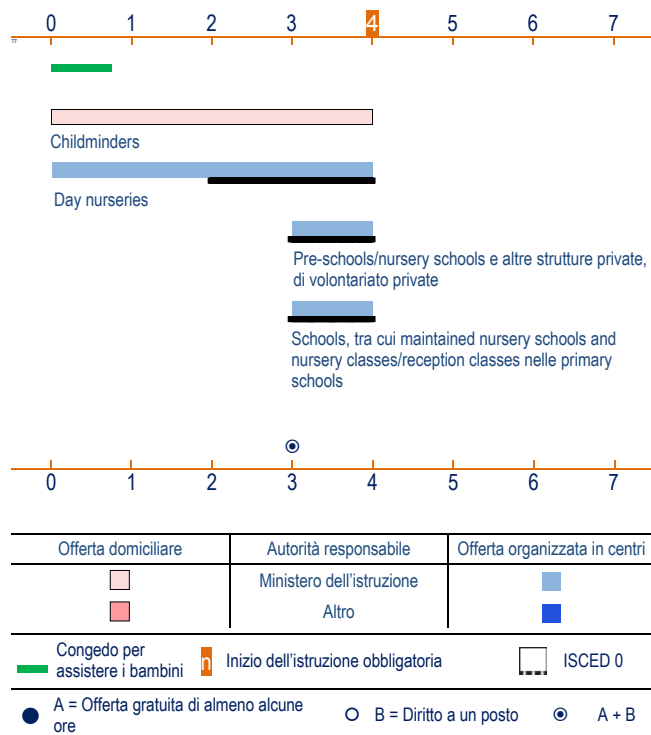 0 1 2 3 4 5 6 7
77
Childminders
Day nurseries
Pre-schools/nursery schools e altre strutture private,
di volontariato private
Schools, tra cui maintained nursery schools and
nursery classes/reception classes nelle primary
schools
0 1 2 3 4 5 6 7
Offerta domiciliare Autorità responsabile Offerta organizzata in centri
Ministero dell’istruzione
Altro
Congedo per
assistere i bambini
n Inizio dell’istruzione obbligatoria
ISCED 0
A = Offerta gratuita di almeno alcune
ore
B = Diritto a un posto
A + B